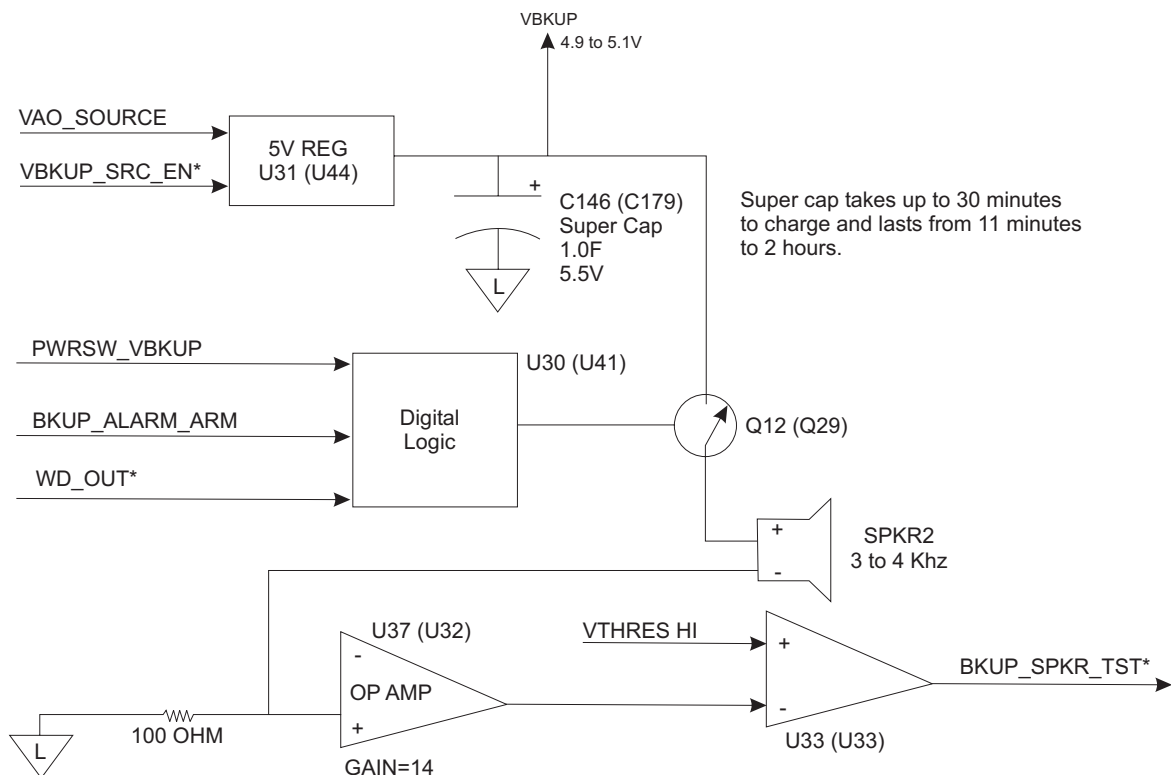 VBKUP
4.9 to 5.1V
VAO_SOURCE
VBKUP_SRC_EN*
5V REG
U31 (U44)
+
C146 (C179)
Super Cap
1.0F
5.5V
L
Super cap takes up to 30 minutes
to charge and lasts from 11 minutes
to 2 hours.
PWRSW_VBKUP
BKUP_ALARM_ARM
WD_OUT*
Digital
Logic
U30 (U41)
Q12 (Q29)
+
-
SPKR2
3 to 4 Khz
U37 (U32)
-
OP AMP
+
GAIN=14
100 OHM
L
VTHRES HI
+
-
U33 (U33)
BKUP_SPKR_TST*